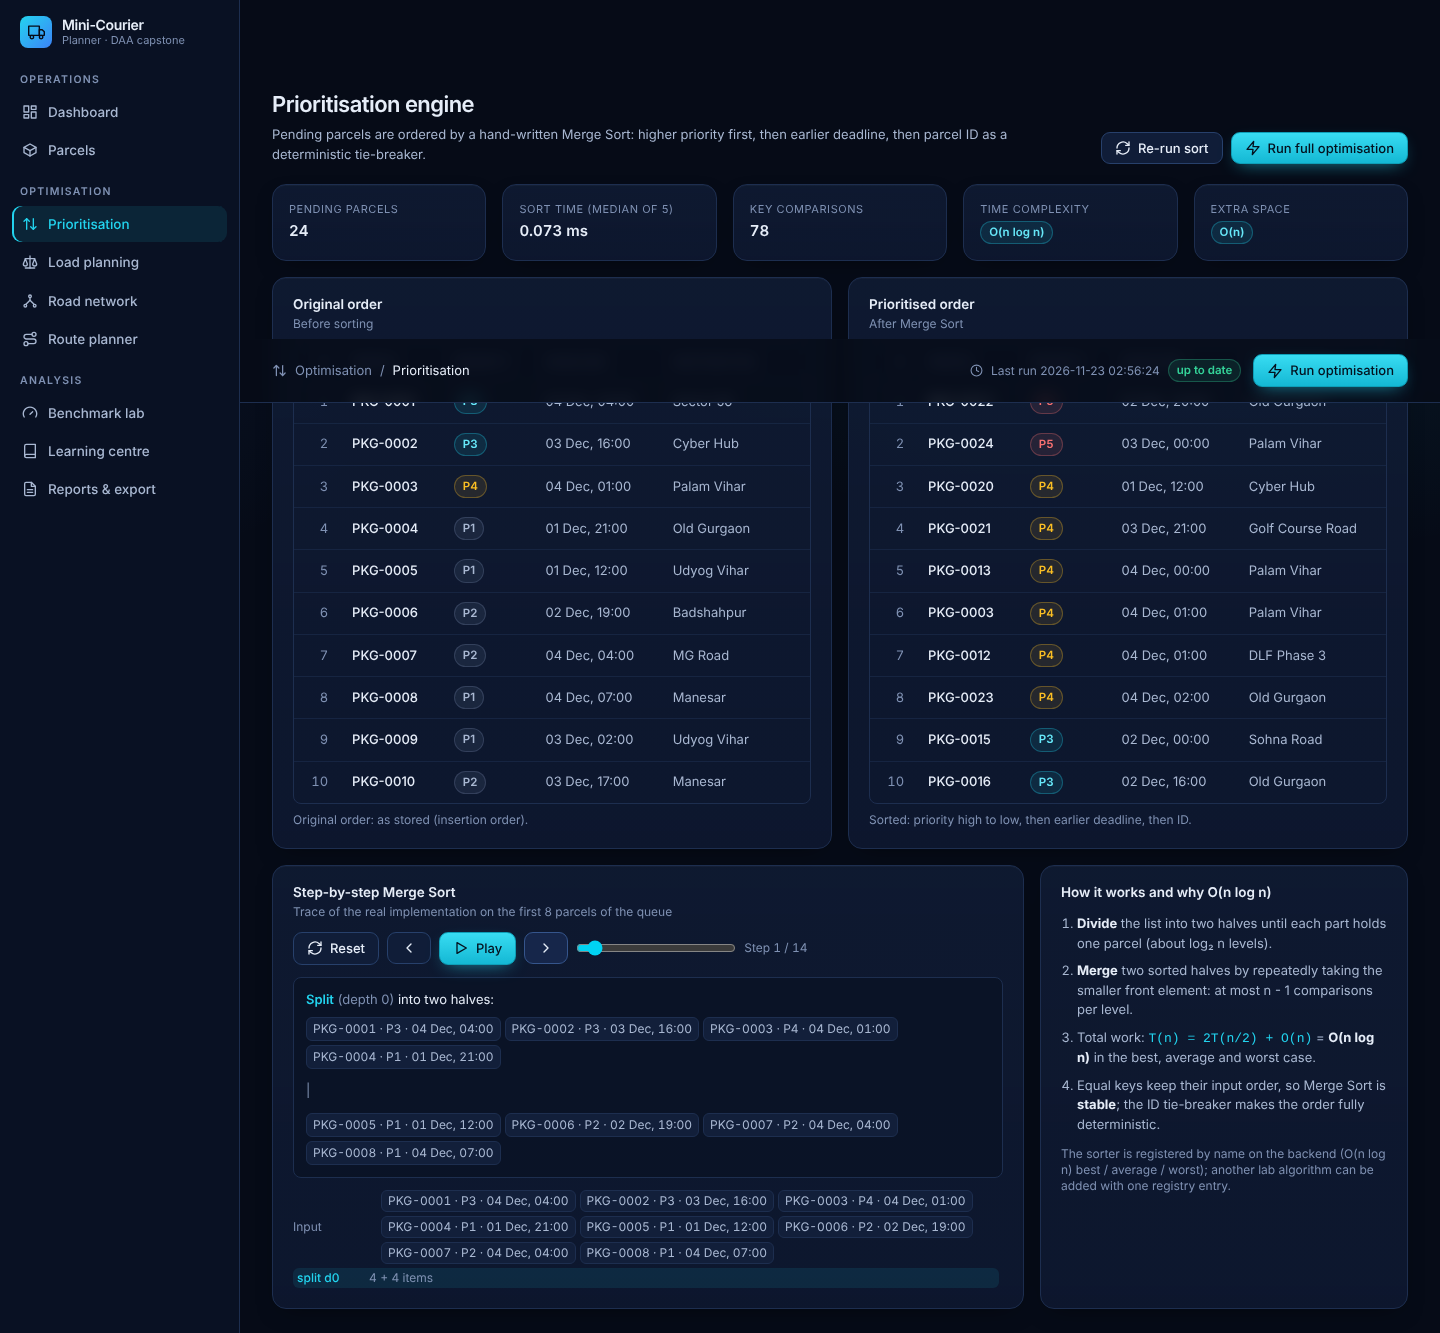 Mini-Courier
Planner · DAA capstone
OPERATIONS
Dashboard
Parcels
OPTIMISATION
Prioritisation
Load planning
Road network
Route planner
ANALYSIS
Benchmark lab
Learning centre
Reports & export
Prioritisation engine
Pending parcels are ordered by a hand-written Merge Sort: higher priority first, then earlier deadline, then parcel ID as a
deterministic tie-breaker.
Re-run sort
Run full optimisation
PENDING PARCELS
24
SORT TIME (MEDIAN OF 5)
0.073 ms
KEY COMPARISONS
78
TIME COMPLEXITY
O(n log n)
EXTRA SPACE
O(n)
Original order
Before sorting
Prioritised order
After Merge Sort
Optimisation / Prioritisation
Last run 2026-11-23 02:56:24
up to date
Run optimisation
2 PKG-0002 P3 03 Dec, 16:00 Cyber Hub
3 PKG-0003 P4 04 Dec, 01:00 Palam Vihar
4 PKG-0004 P1 01 Dec, 21:00 Old Gurgaon
5 PKG-0005 P1 01 Dec, 12:00 Udyog Vihar
6 PKG-0006 P2 02 Dec, 19:00 Badshahpur
7 PKG-0007 P2 04 Dec, 04:00 MG Road
8 PKG-0008 P1 04 Dec, 07:00 Manesar
9 PKG-0009 P1 03 Dec, 02:00 Udyog Vihar
10 PKG-0010 P2 03 Dec, 17:00 Manesar
Original order: as stored (insertion order).
2 PKG-0024 P5 03 Dec, 00:00 Palam Vihar
3 PKG-0020 P4 01 Dec, 12:00 Cyber Hub
4 PKG-0021 P4 03 Dec, 21:00 Golf Course Road
5 PKG-0013 P4 04 Dec, 00:00 Palam Vihar
6 PKG-0003 P4 04 Dec, 01:00 Palam Vihar
7 PKG-0012 P4 04 Dec, 01:00 DLF Phase 3
8 PKG-0023 P4 04 Dec, 02:00 Old Gurgaon
9 PKG-0015 P3 02 Dec, 00:00 Sohna Road
10 PKG-0016 P3 02 Dec, 16:00 Old Gurgaon
Sorted: priority high to low, then earlier deadline, then ID.
Step-by-step Merge Sort
Trace of the real implementation on the first 8 parcels of the queue
Reset
Play
Step 1 / 14
Split (depth 0) into two halves:
PKG-0001 · P3 · 04 Dec, 04:00 PKG-0002 · P3 · 03 Dec, 16:00 PKG-0003 · P4 · 04 Dec, 01:00
PKG-0004 · P1 · 01 Dec, 21:00
|
PKG-0005 · P1 · 01 Dec, 12:00 PKG-0006 · P2 · 02 Dec, 19:00 PKG-0007 · P2 · 04 Dec, 04:00
PKG-0008 · P1 · 04 Dec, 07:00
Input
PKG-0001 · P3 · 04 Dec, 04:00 PKG-0002 · P3 · 03 Dec, 16:00 PKG-0003 · P4 · 04 Dec, 01:00
PKG-0004 · P1 · 01 Dec, 21:00 PKG-0005 · P1 · 01 Dec, 12:00 PKG-0006 · P2 · 02 Dec, 19:00
PKG-0007 · P2 · 04 Dec, 04:00 PKG-0008 · P1 · 04 Dec, 07:00
split d0 4 + 4 items
How it works and why O(n log n)
1. Divide the list into two halves until each part holds
one parcel (about log₂ n levels).
2. Merge two sorted halves by repeatedly taking the
smaller front element: at most n - 1 comparisons
per level.
3. Total work: T(n) = 2T(n/2) + O(n) = O(n log
n) in the best, average and worst case.
4. Equal keys keep their input order, so Merge Sort is
stable; the ID tie-breaker makes the order fully
deterministic.
The sorter is registered by name on the backend (O(n log
n) best / average / worst); another lab algorithm can be
added with one registry entry.